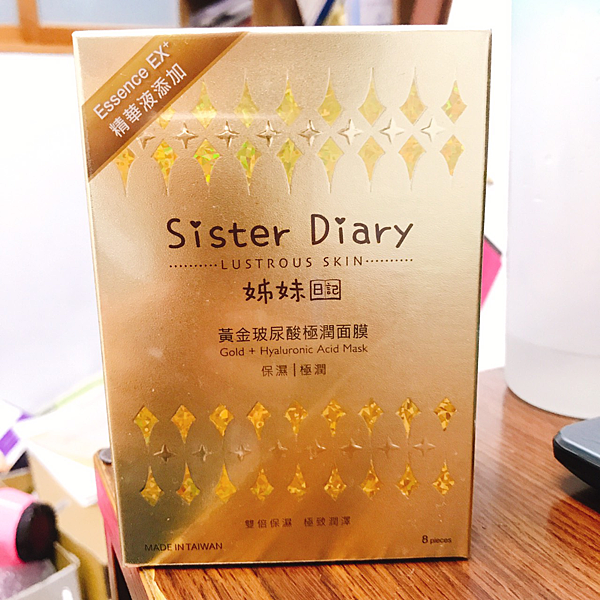 Essence EX+
精華液添加
Sister Diary
LUSTROUS SKIN
姊妹日記
黃金玻尿酸極潤面膜
Gold + Hyaluronic Acid Mask
保濕|極潤
雙倍保濕 極致潤澤
MADE IN TAIWAN
8 pieces